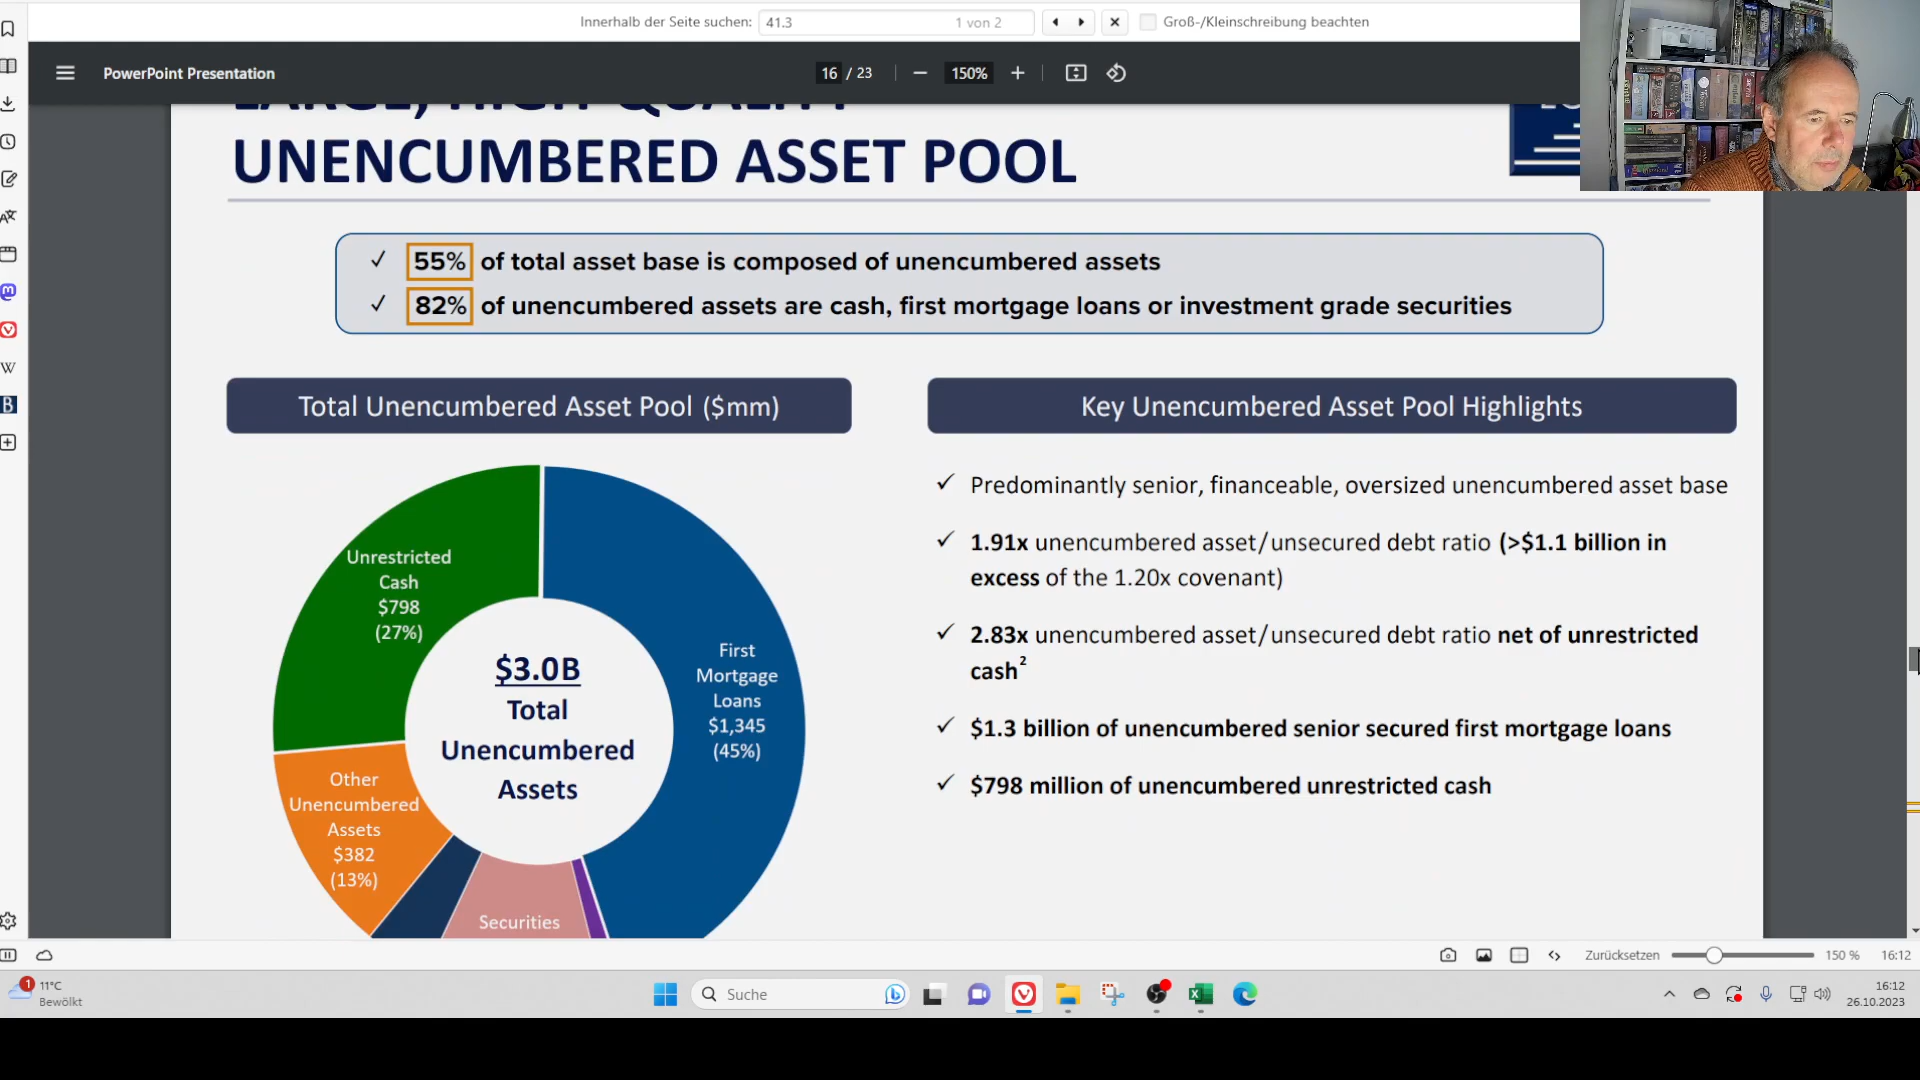 Innerhalb der Seite suchen:
41.3
1 von 2
Groß-/Kleinschreibung beachten
PowerPoint Presentation
16 / 23
150%
LARGE, HIGH QUALITY
UNENCUMBERED ASSET POOL
✓ 55% of total asset base is composed of unencumbered assets
✓ 82% of unencumbered assets are cash, first mortgage loans or investment grade securities
Total Unencumbered Asset Pool ($mm)
Unrestricted
Cash
$798
(27%)
First
Mortgage
Loans
$1,345
(45%)
$3.0B
Total
Unencumbered
Assets
Other
Unencumbered
Assets
$382
(13%)
Securities
Key Unencumbered Asset Pool Highlights
✓ Predominantly senior, financeable, oversized unencumbered asset base
✓ 1.91x unencumbered asset/unsecured debt ratio (>$1.1 billion in
excess of the 1.20x covenant)
✓ 2.83x unencumbered asset/unsecured debt ratio net of unrestricted
cash²
✓ $1.3 billion of unencumbered senior secured first mortgage loans
✓ $798 million of unencumbered unrestricted cash
Zurücksetzen
150 %
16:12
1
11°C
Bewölkt
Suche
16:12
26.10.2023